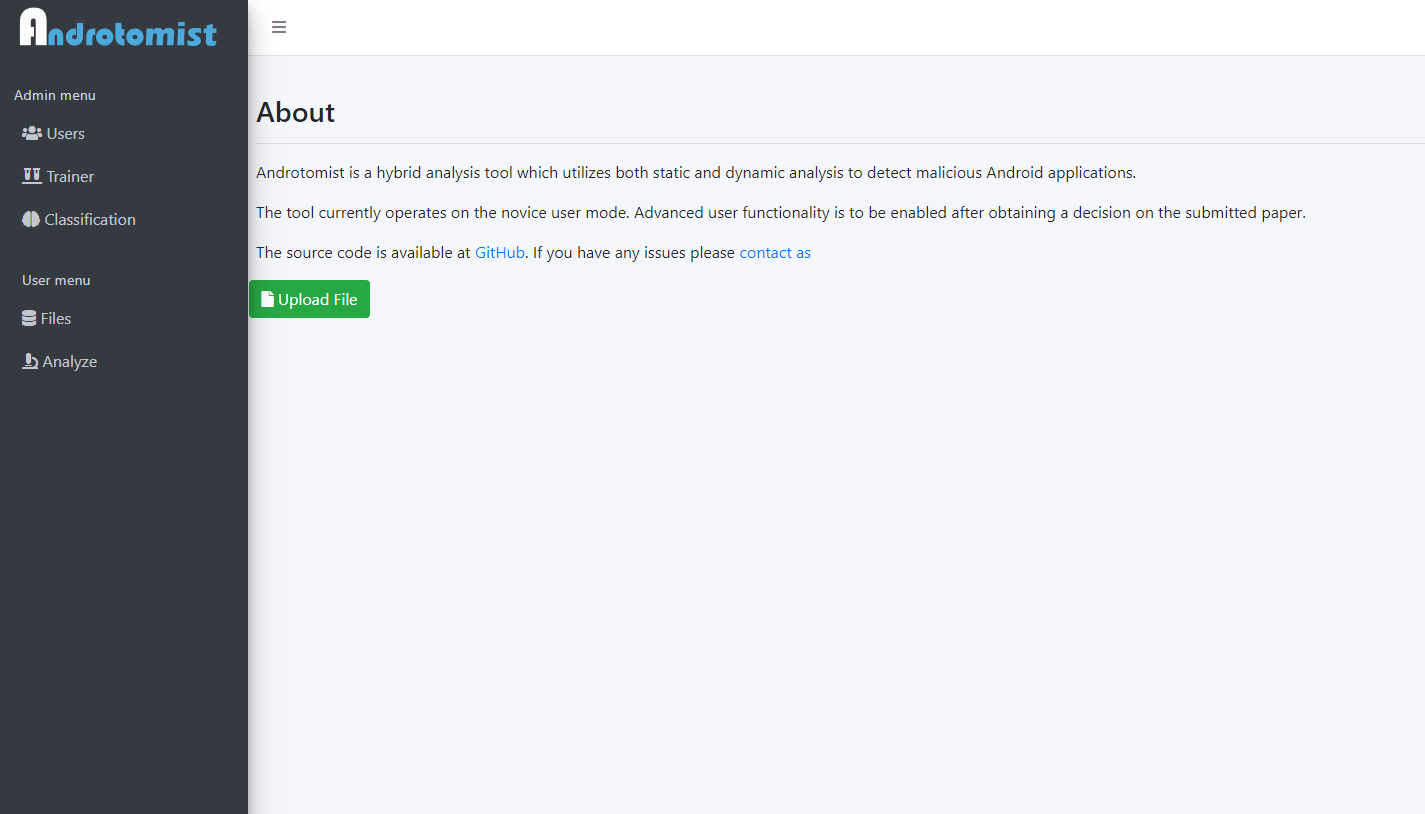 Androtomist
Admin menu
Users
Trainer
Classification
User menu
Files
Analyze
About
Androtomist is a hybrid analysis tool which utilizes both static and dynamic analysis to detect malicious Android applications.
The tool currently operates on the novice user mode. Advanced user functionality is to be enabled after obtaining a decision on the submitted paper.
The source code is available at GitHub. If you have any issues please contact as
Upload File